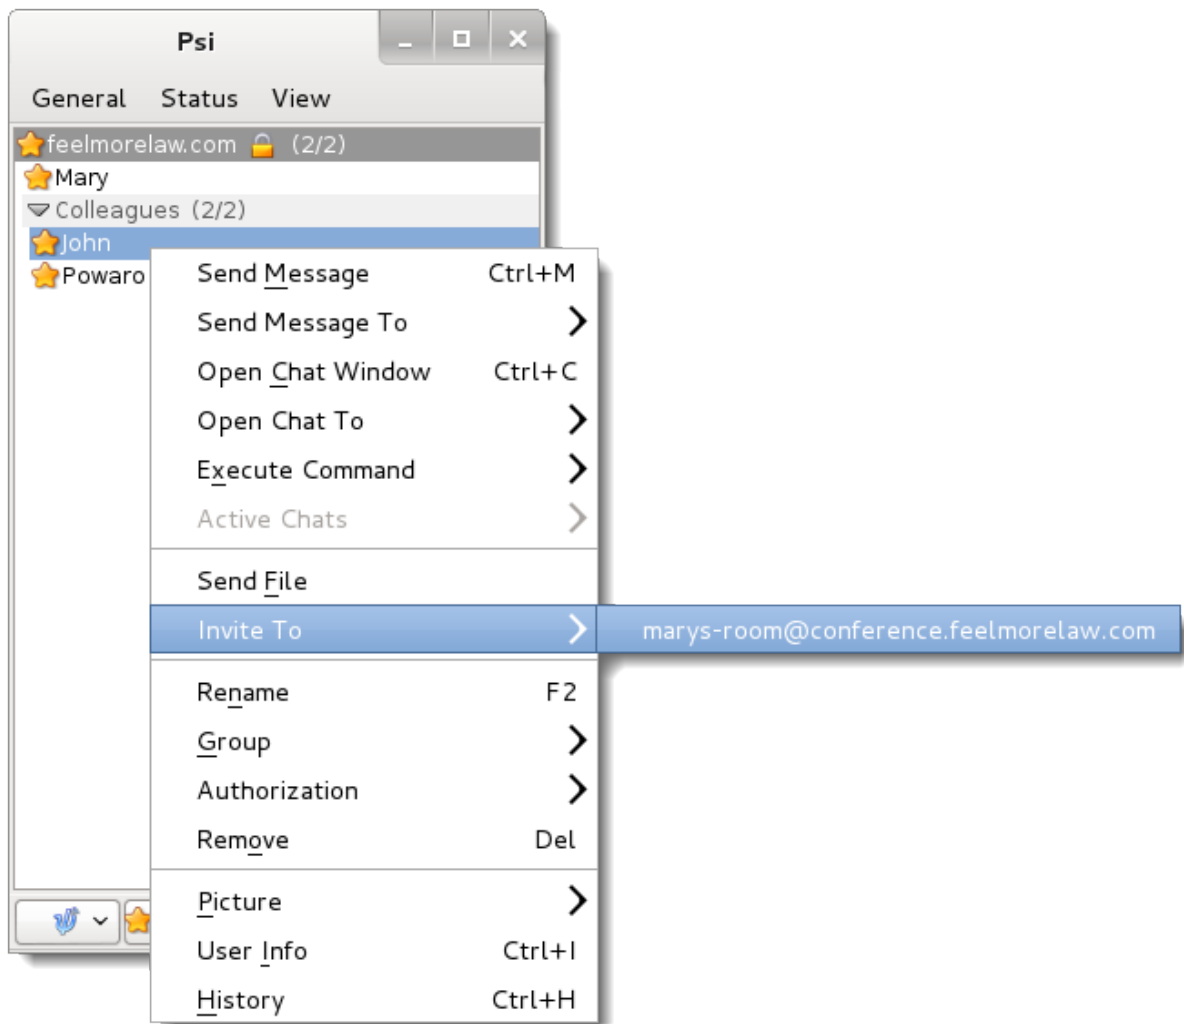 Psi
General Status View
feelmorelaw.com (2/2)
Mary
Colleagues (2/2)
John
Powaro
Send Message Ctrl+M
Send Message To
Open Chat Window Ctrl+C
Open Chat To
Execute Command
Active Chats
Send File
Invite To marys-room@conference.feelmorelaw.com
Rename F2
Group
Authorization
Remove Del
Picture
User Info Ctrl+I
History Ctrl+H